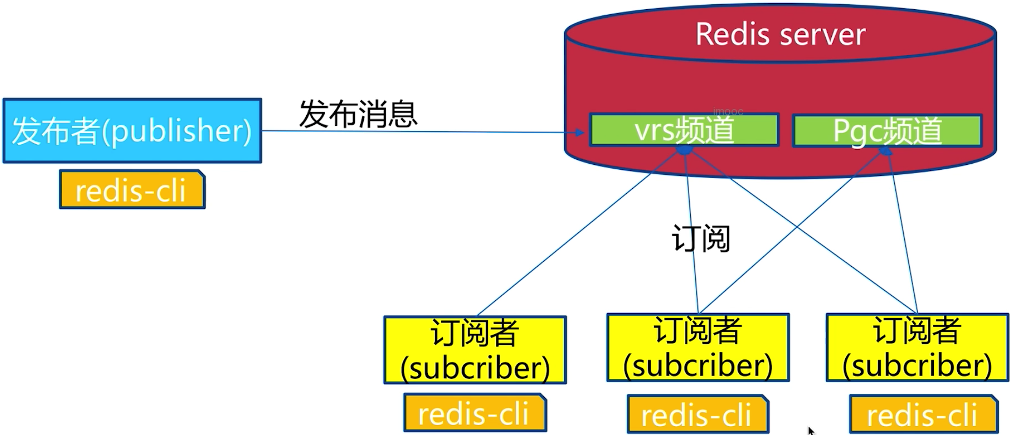 Redis server
imooc
发布者(publisher)
发布消息
vrs频道
Pgc频道
redis-cli
订阅
订阅者
(subcriber)
订阅者
(subcriber)
订阅者
(subcriber)
redis-cli
redis-cli
redis-cli